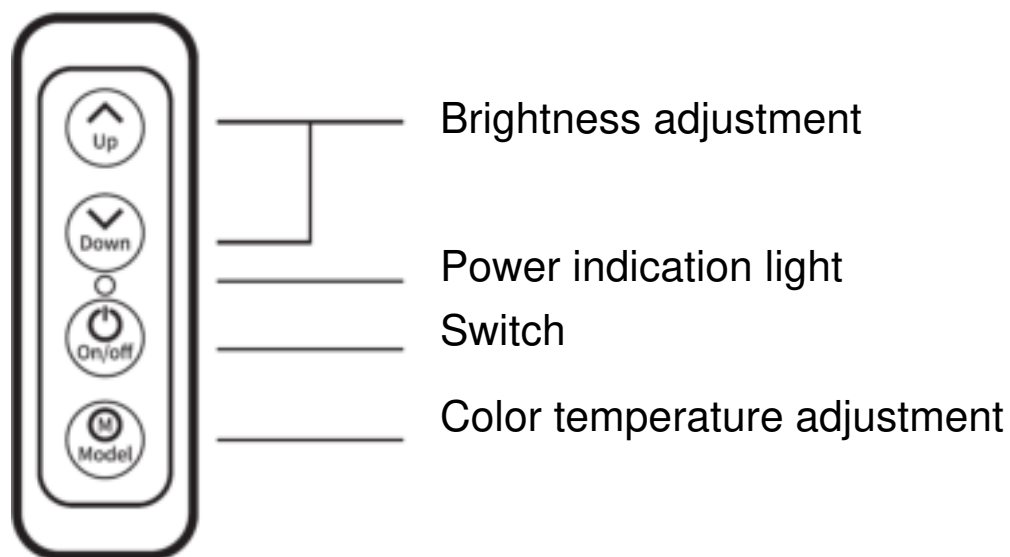 Up
Brightness adjustment
Down
Power indication light
Switch
On/off
Color temperature adjustment
M
Model